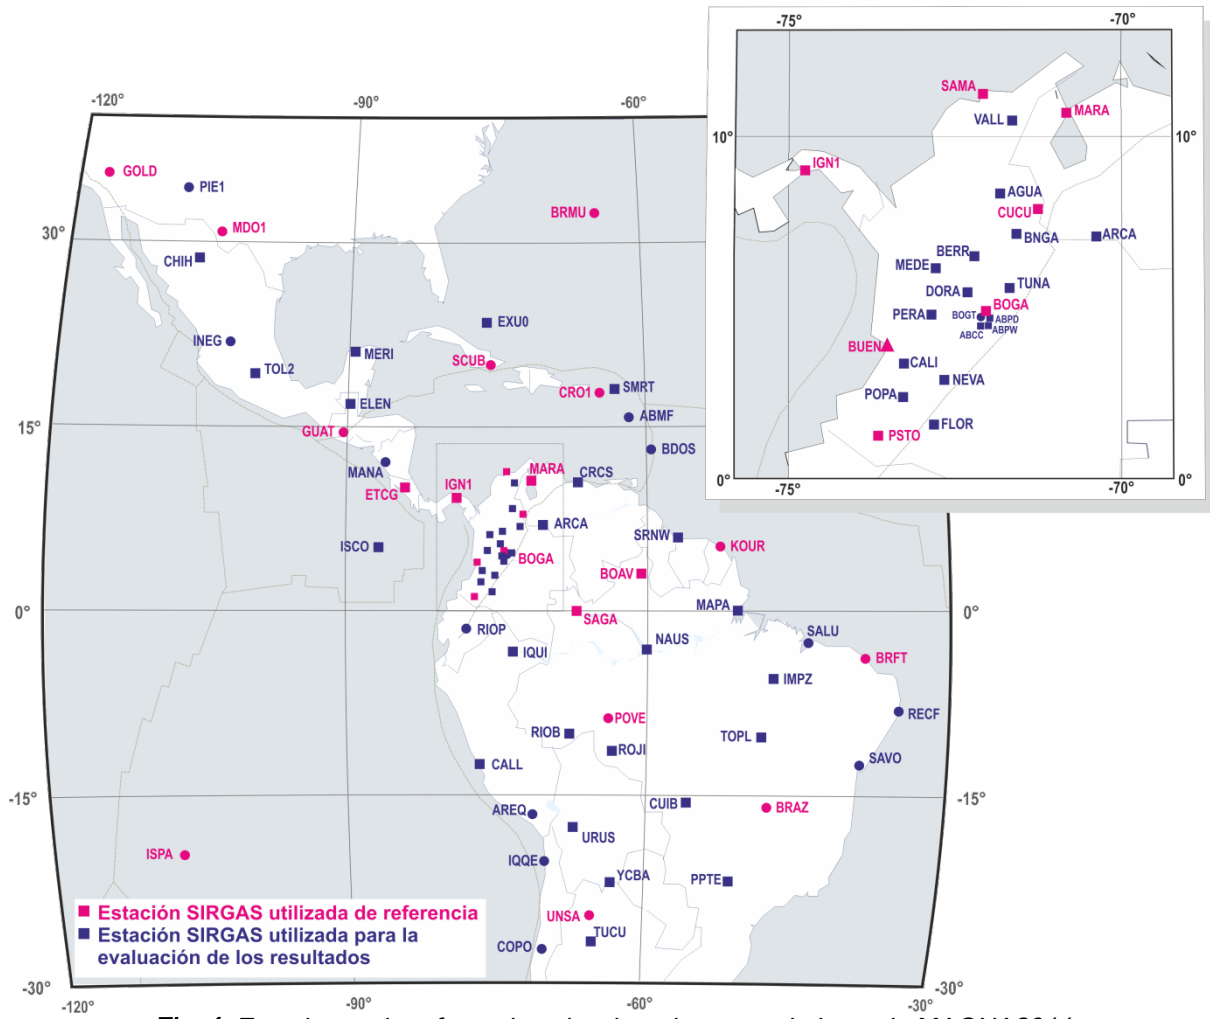 -75°
-70°
SAMA
MARA
VALL
10°
10°
IGN1
AGUA
CUCU
BNGA
ARCA
BERR
MEDE
TUNA
DORA
BOGA
PERA
BOGT
ABPD
ABCC
ABPW
BUEN
CALI
NEVA
POPA
FLOR
PSTO
0°
0°
-75°
-70°
-120°
-90°
-60°
GOLD
PIE1
BRMU
MDO1
30°
CHIH
EXU0
INEG
MERI
SCUB
TOL2
CRO1
SMRT
ELEN
ABMF
15°
GUAT
BDOS
MANA
MARA
CRCS
ETCG
IGN1
ARCA
SRNW
ISCO
BOGA
KOUR
BOAV
MAPA
0°
0°
SAGA
RIOP
NAUS
SALU
IQUI
BRFT
IMPZ
POVE
RECF
RIOB
ROJI
TOPL
CALL
SAVO
-15°
-15°
AREQ
CUIB
BRAZ
URUS
ISPA
IQQE
YCBA
PPTE
UNSA
TUCU
COPO
Estación SIRGAS utilizada de referencia
Estación SIRGAS utilizada para la
evaluación de los resultados
-30°
-30°
-120°
-90°
-60°
-30°